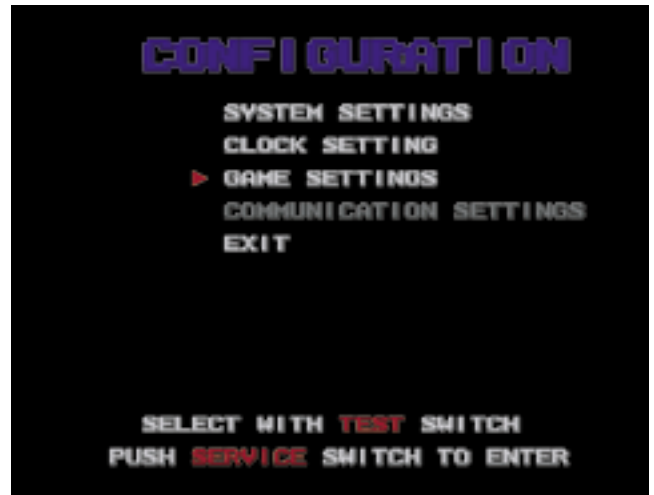 CONFIGURATION
SYSTEM SETTINGS
CLOCK SETTING
GAME SETTINGS
COMMUNICATION SETTINGS
EXIT
SELECT WITH TEST SWITCH
PUSH SERVICE SWITCH TO ENTER